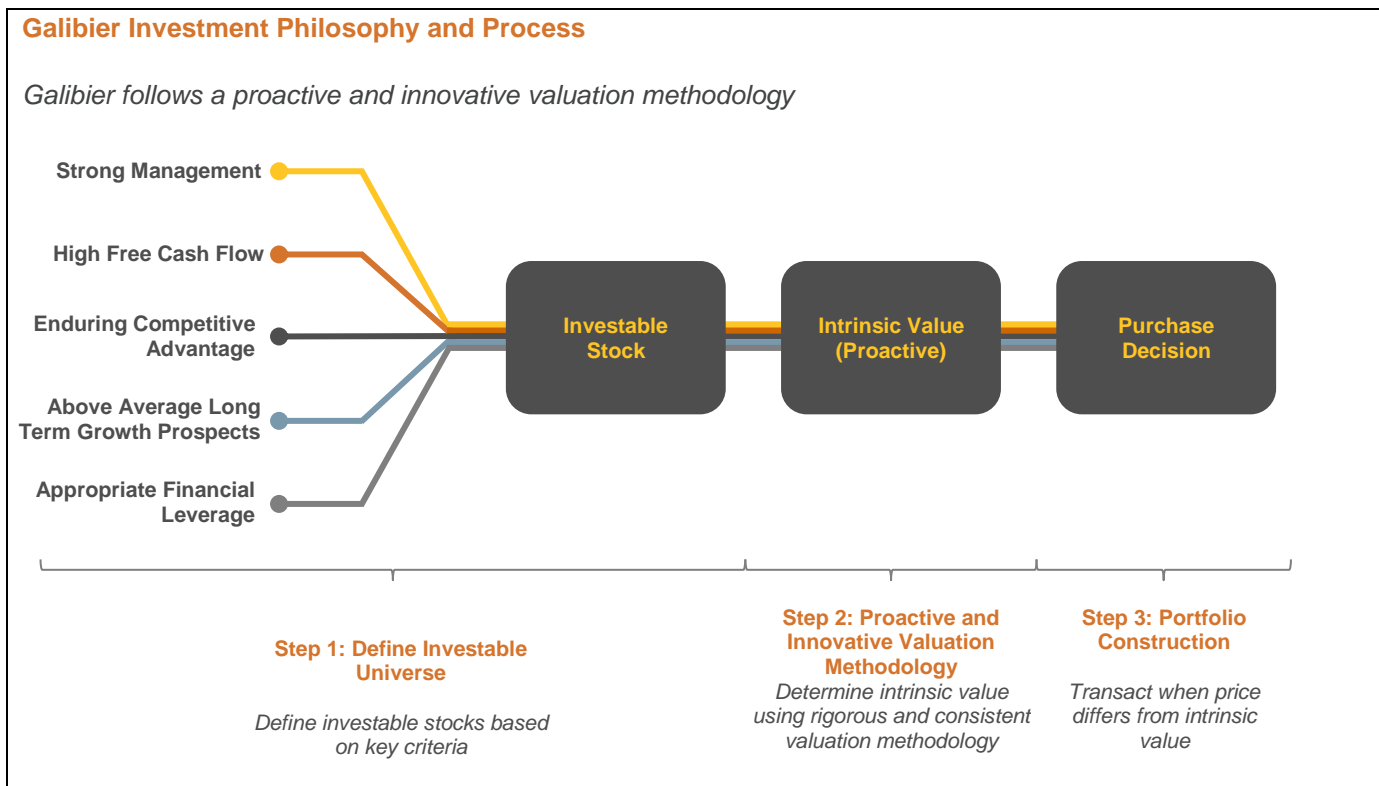 Galibier Investment Philosophy and Process
Galibier follows a proactive and innovative valuation methodology
Strong Management
High Free Cash Flow
Enduring Competitive
Advantage
Above Average Long
Term Growth Prospects
Appropriate Financial
Leverage
Investable
Stock
Intrinsic Value
(Proactive)
Purchase
Decision
Step 1: Define Investable
Universe
Define investable stocks based
on key criteria
Step 2: Proactive and
Innovative Valuation
Methodology
Determine intrinsic value
using rigorous and consistent
valuation methodology
Step 3: Portfolio
Construction
Transact when price
differs from intrinsic
value